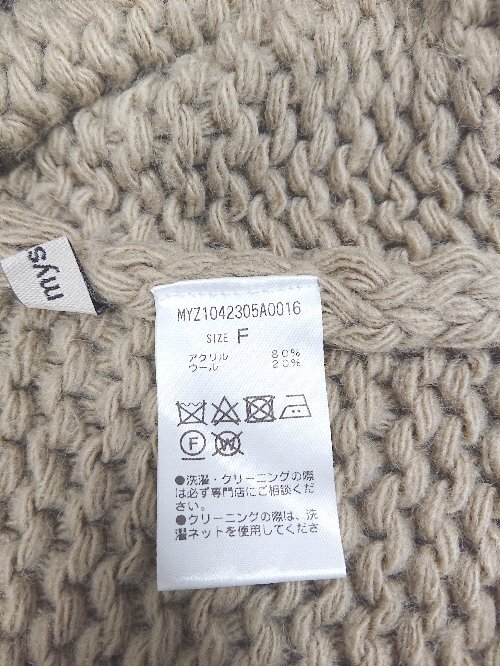 mys
MYZ1042305A0016
SIZE F
アクリル 80%
ウール 20%
F W
●洗濯・クリーニングの際
は必ず専門店にご相談くだ
さい。
●クリーニングの際は、洗
濯ネットを使用してくださ